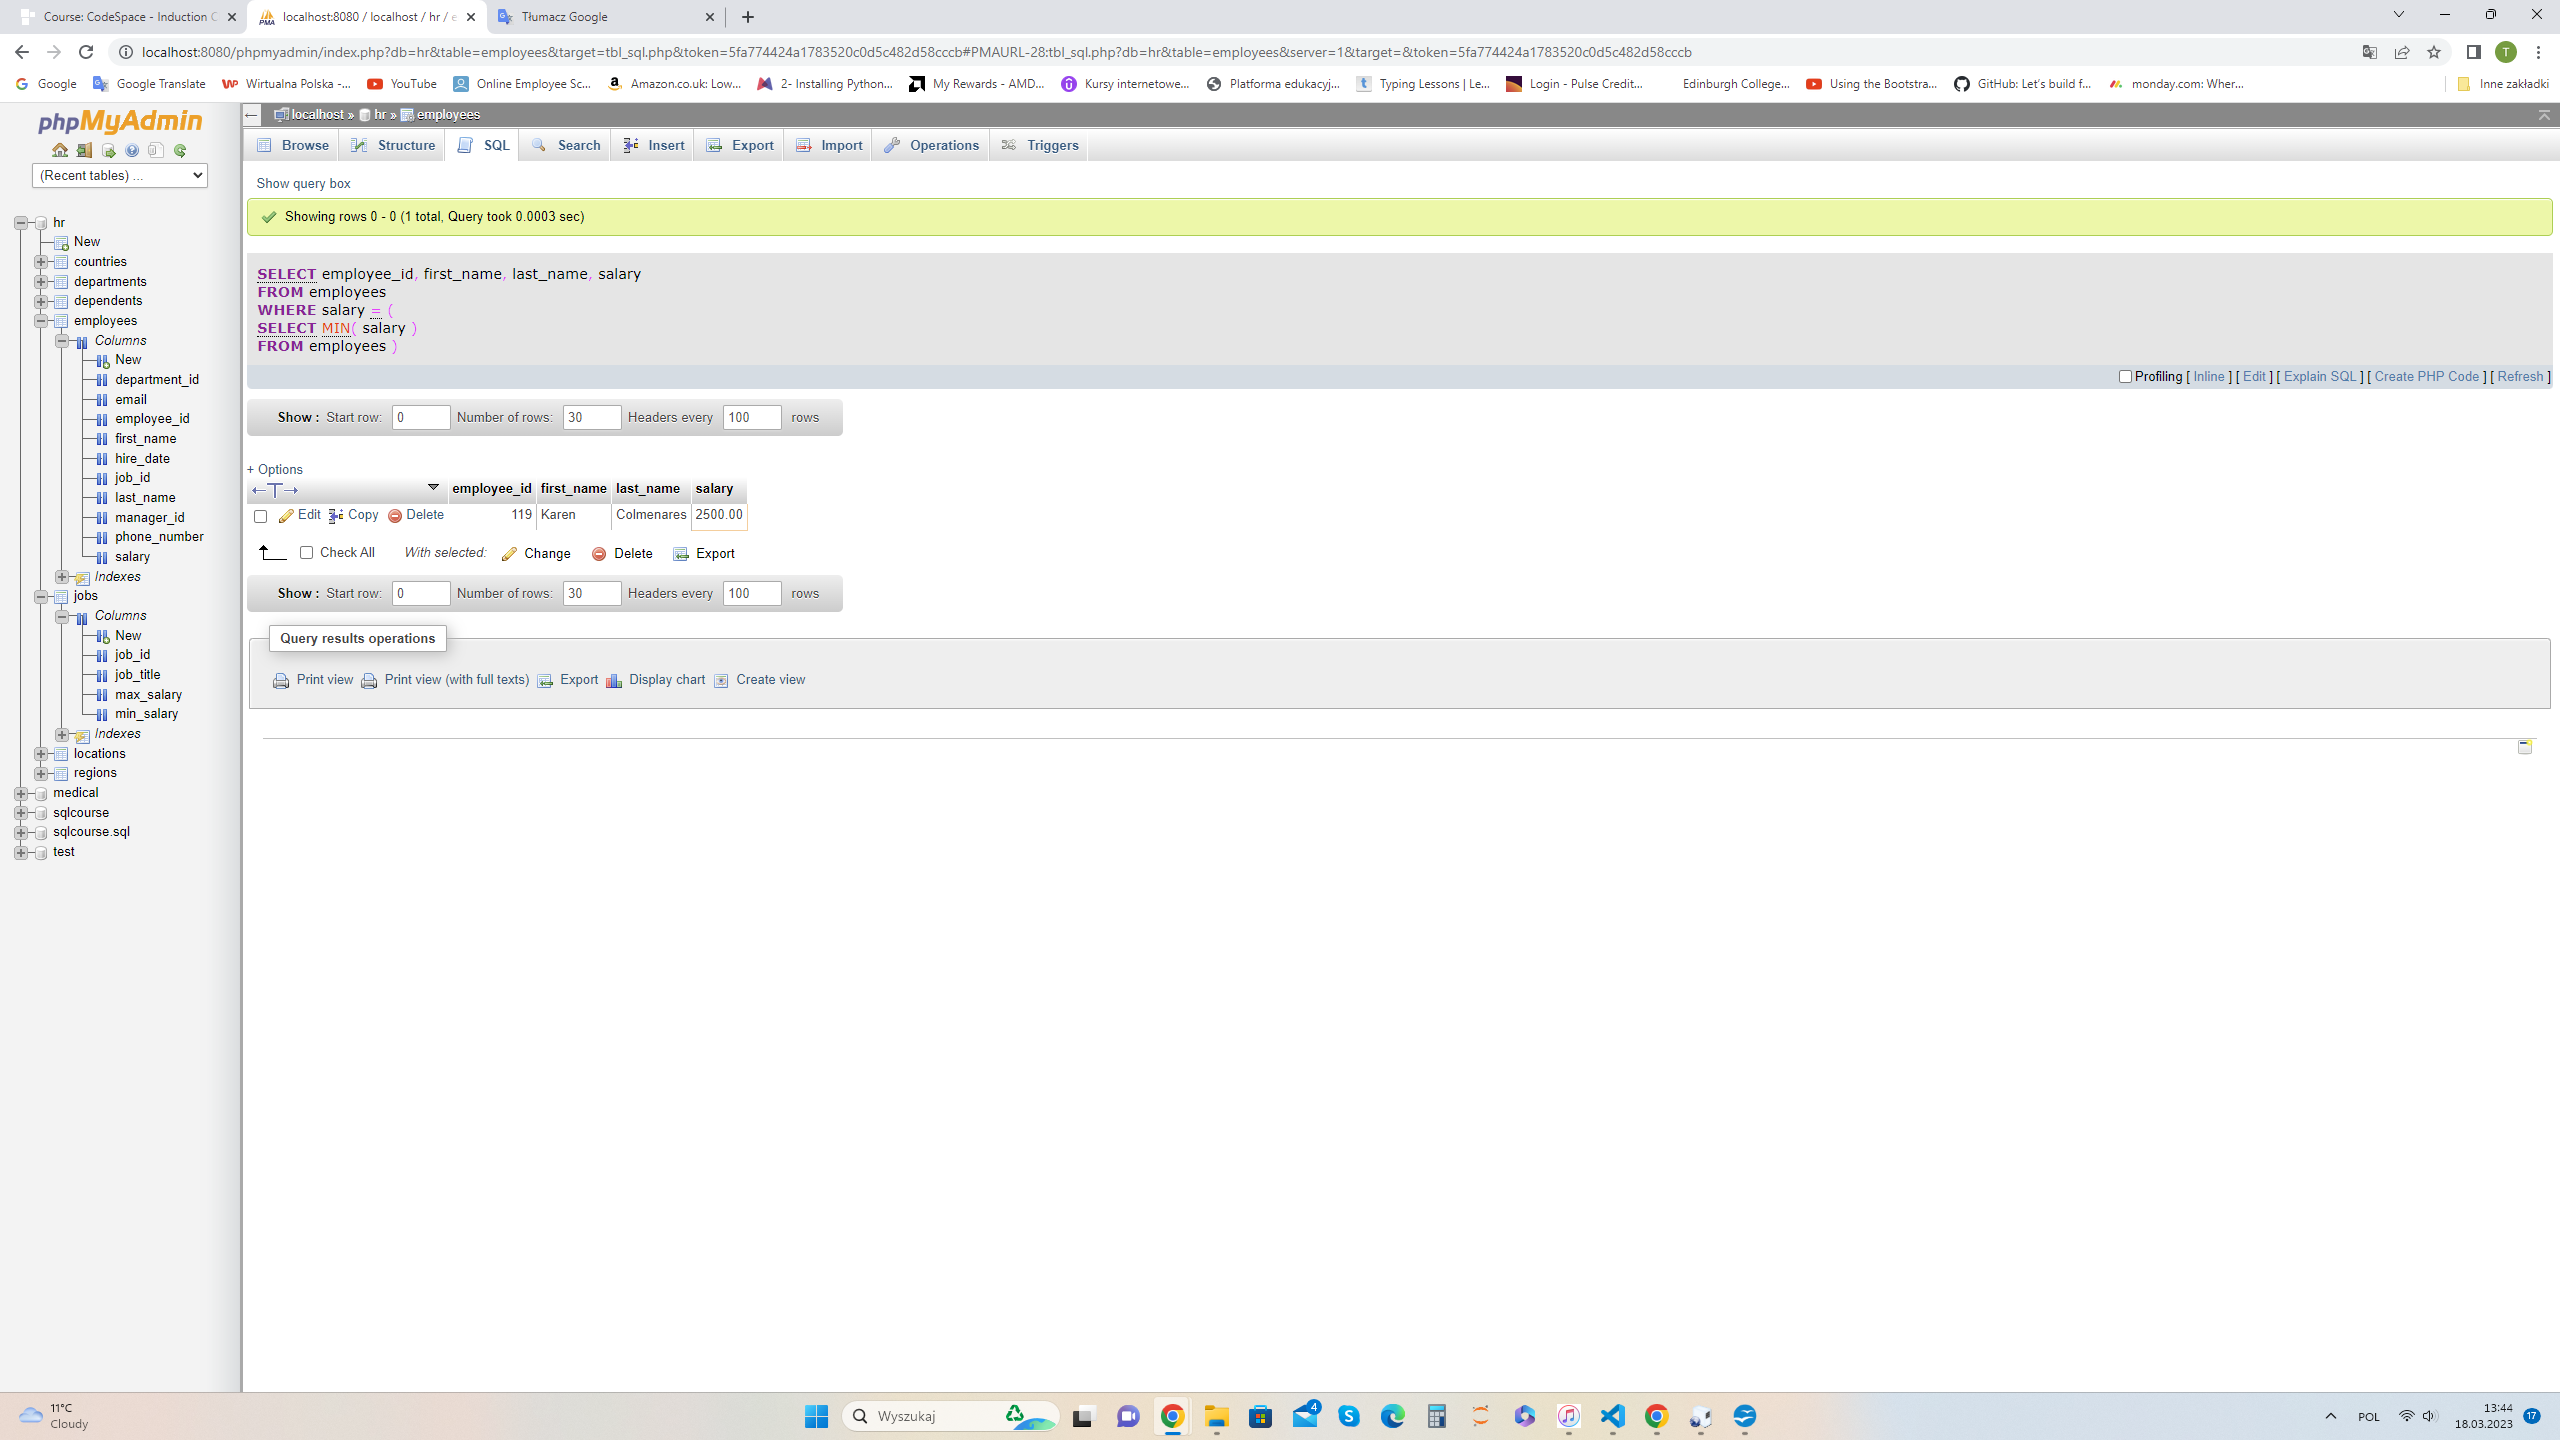 Course: CodeSpace - Induction C
localhost:8080 / localhost / hr / e
Tłumacz Google
localhost:8080/phpmyadmin/index.php?db=hr&table=employees&target=tbl_sql.php&token=5fa774424a1783520c0d5c482d58cccb#PMAURL-28:tbl_sql.php?db=hr&table=employees&server=1&target=&token=5fa774424a1783520c0d5c482d58cccb
T
Google
Google Translate
Wirtualna Polska -...
YouTube
Online Employee Sc...
Amazon.co.uk: Low...
2- Installing Python...
My Rewards - AMD...
Kursy internetowe...
Platforma edukacyj...
Typing Lessons | Le...
Login - Pulse Credit...
Edinburgh College...
Using the Bootstra...
GitHub: Let's build f...
monday.com: Wher...
Inne zakładki
phpMyAdmin
(Recent tables) ...
hr
New
countries
departments
dependents
employees
Columns
New
department_id
email
employee_id
first_name
hire_date
job_id
last_name
manager_id
phone_number
salary
Indexes
jobs
Columns
New
job_id
job_title
max_salary
min_salary
Indexes
locations
regions
medical
sqlcourse
sqlcourse.sql
test
localhost » hr » employees
Browse Structure SQL Search Insert Export Import Operations Triggers
Show query box
Showing rows 0 - 0 (1 total, Query took 0.0003 sec)
SELECT employee_id, first_name, last_name, salary
FROM employees
WHERE salary = (
SELECT MIN( salary )
FROM employees )
Profiling [ Inline ] [ Edit ] [ Explain SQL ] [ Create PHP Code ] [ Refresh ]
Show : Start row: 0 Number of rows: 30 Headers every 100 rows
+ Options
←T→ employee_id first_name last_name salary
Edit Copy Delete 119 Karen Colmenares 2500.00
Check All With selected: Change Delete Export
Show : Start row: 0 Number of rows: 30 Headers every 100 rows
Query results operations
Print view Print view (with full texts) Export Display chart Create view
11°C
Cloudy
Wyszukaj
4
POL
13:44
18.03.2023
17